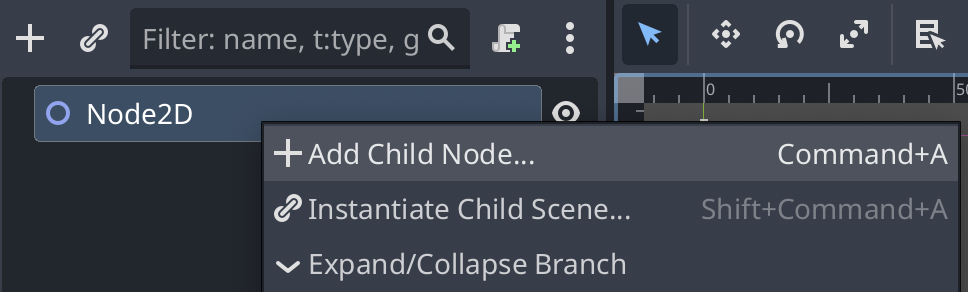 Filter: name, t:type, g
0
50
Node2D
Add Child Node... Command+A
Instantiate Child Scene... Shift+Command+A
Expand/Collapse Branch